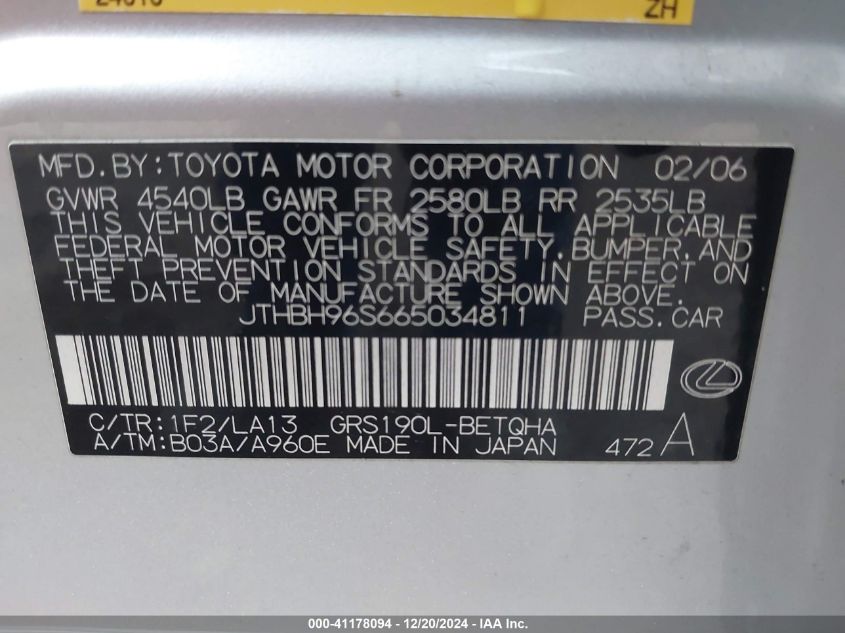 ZH
MFD.BY:TOYOTA MOTOR CORPORATION 02/06
GVWR 4540LB GAWR FR 2580LB RR 2535LB
THIS VEHICLE CONFORMS TO ALL APPLICABLE
FEDERAL MOTOR VEHICLE SAFETY.BUMPER.AND
THEFT PREVENTION STANDARDS IN EFFECT ON
THE DATE OF MANUFACTURE SHOWN ABOVE.
JTHBH96S665034811 PASS.CAR
C/TR:1F2/LA13 GRS190L-BETQHA
A/TM:B03A/A960E MADE IN JAPAN 472 A
000-41178094 - 12/20/2024 - IAA Inc.